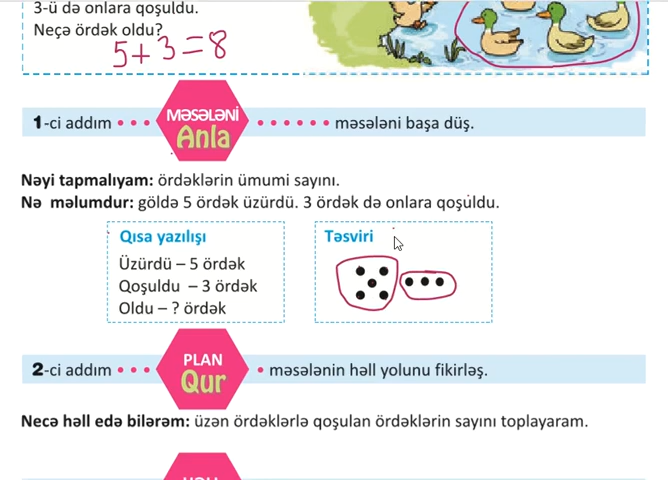 3-ü də onlara qoşuldu.
Neçə ördək oldu?
5+3=8
1-ci addım
MƏSƏLƏNİ
Anla
məsələni başa düş.
Nəyi tapmalıyam: ördəklərin ümumi sayını.
Nə məlumdur: göldə 5 ördək üzürdü. 3 ördək də onlara qoşuldu.
Qısa yazılışı
Üzürdü – 5 ördək
Qoşuldu – 3 ördək
Oldu – ? ördək
Təsviri
2-ci addım
PLAN
Qur
məsələnin həll yolunu fikirləş.
Necə həll edə bilərəm: üzən ördəklərlə qoşulan ördəklərin sayını toplayaram.